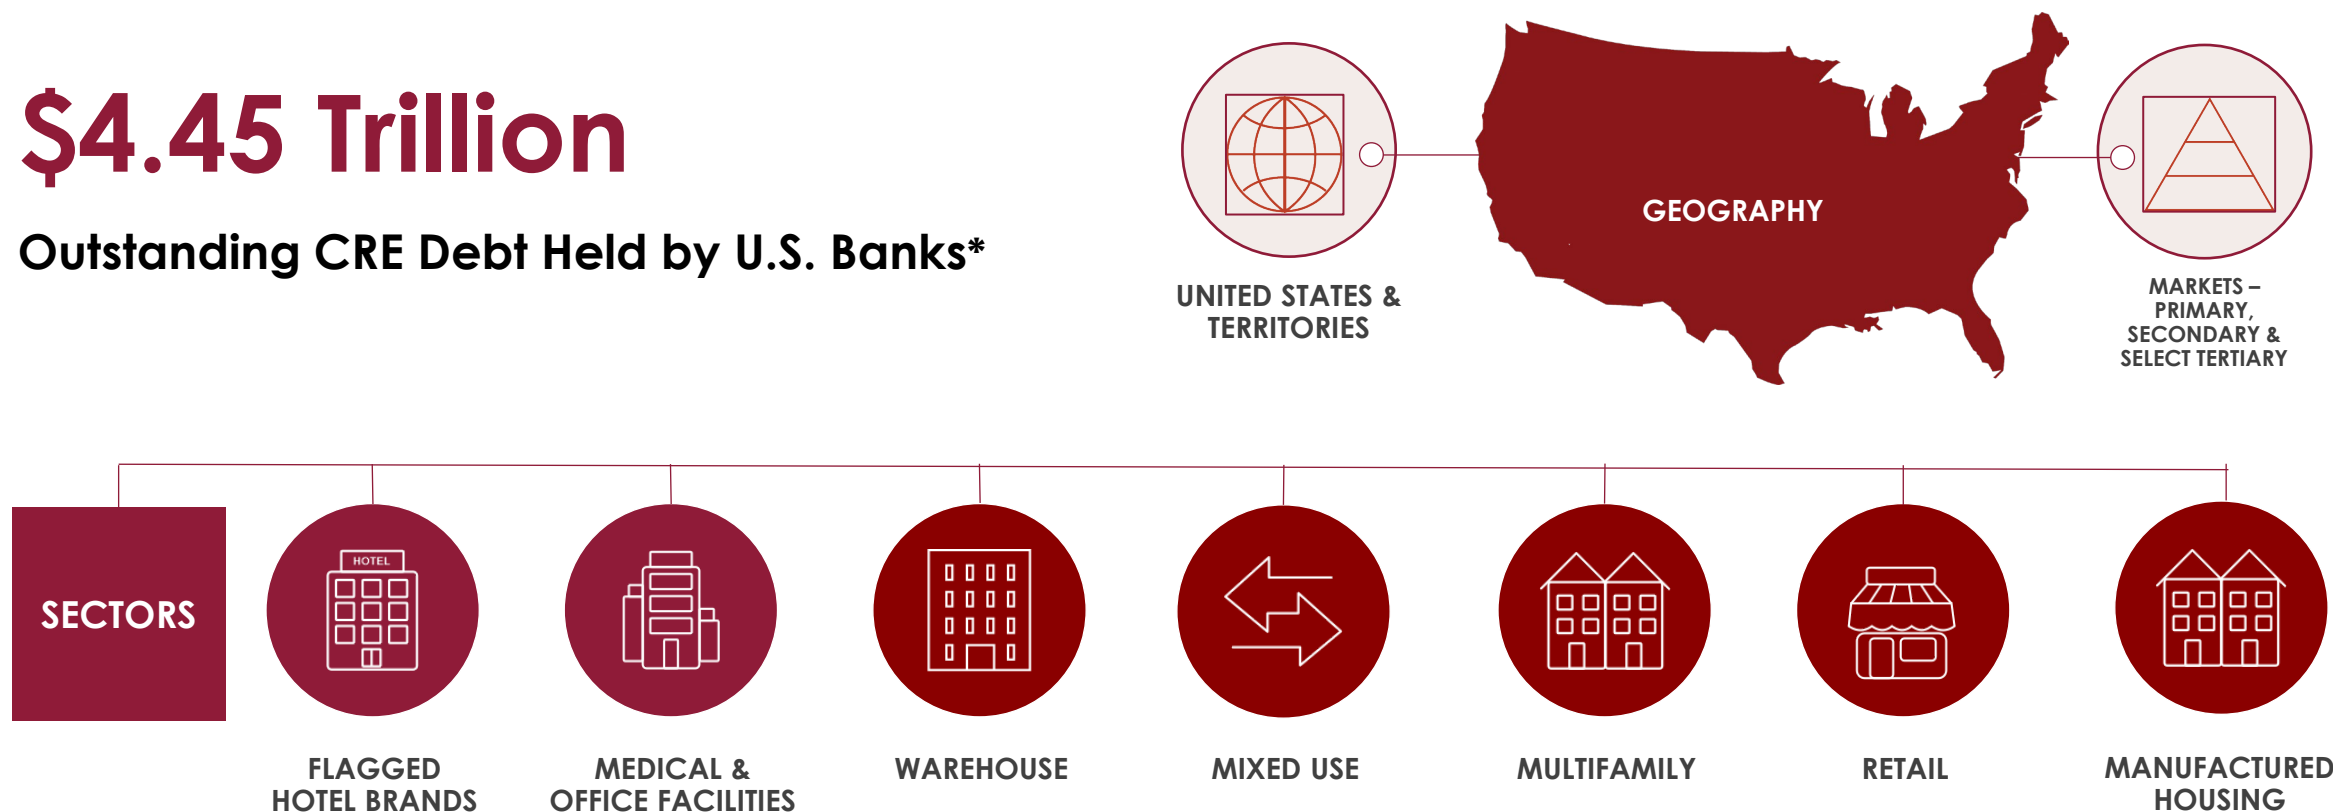 $4.45 Trillion
Outstanding CRE Debt Held by U.S. Banks*
UNITED STATES &
TERRITORIES
GEOGRAPHY
MARKETS –
PRIMARY,
SECONDARY &
SELECT TERTIARY
SECTORS
HOTEL
FLAGGED
HOTEL BRANDS
MEDICAL &
OFFICE FACILITIES
WAREHOUSE
MIXED USE
MULTIFAMILY
RETAIL
MANUFACTURED
HOUSING